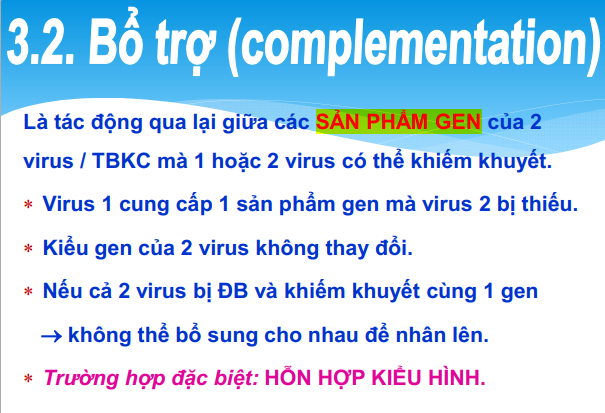 3.2. Bổ trợ (complementation)
Là tác động qua lại giữa các SẢN PHẨM GEN của 2
virus / TBKC mà 1 hoặc 2 virus có thể khiếm khuyết.
* Virus 1 cung cấp 1 sản phẩm gen mà virus 2 bị thiếu.
* Kiểu gen của 2 virus không thay đổi.
* Nếu cả 2 virus bị ĐB và khiếm khuyết cùng 1 gen
→ không thể bổ sung cho nhau để nhân lên.
* Trường hợp đặc biệt: HỖN HỢP KIỂU HÌNH.